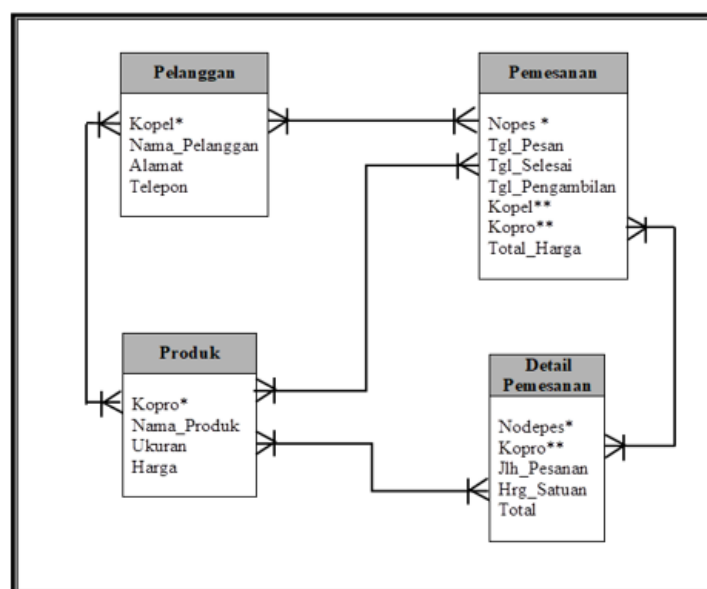 Pelanggan
Kopel*
Nama_Pelanggan
Alamat
Telepon
Pemesanan
Nopes *
Tgl_Pesan
Tgl_Selesai
Tgl_Pengambilan
Kopel**
Kopro**
Total_Harga
Produk
Kopro*
Nama_Produk
Ukuran
Harga
Detail
Pemesanan
Nodepes*
Kopro**
Jlh_Pesanan
Hrg_Satuan
Total